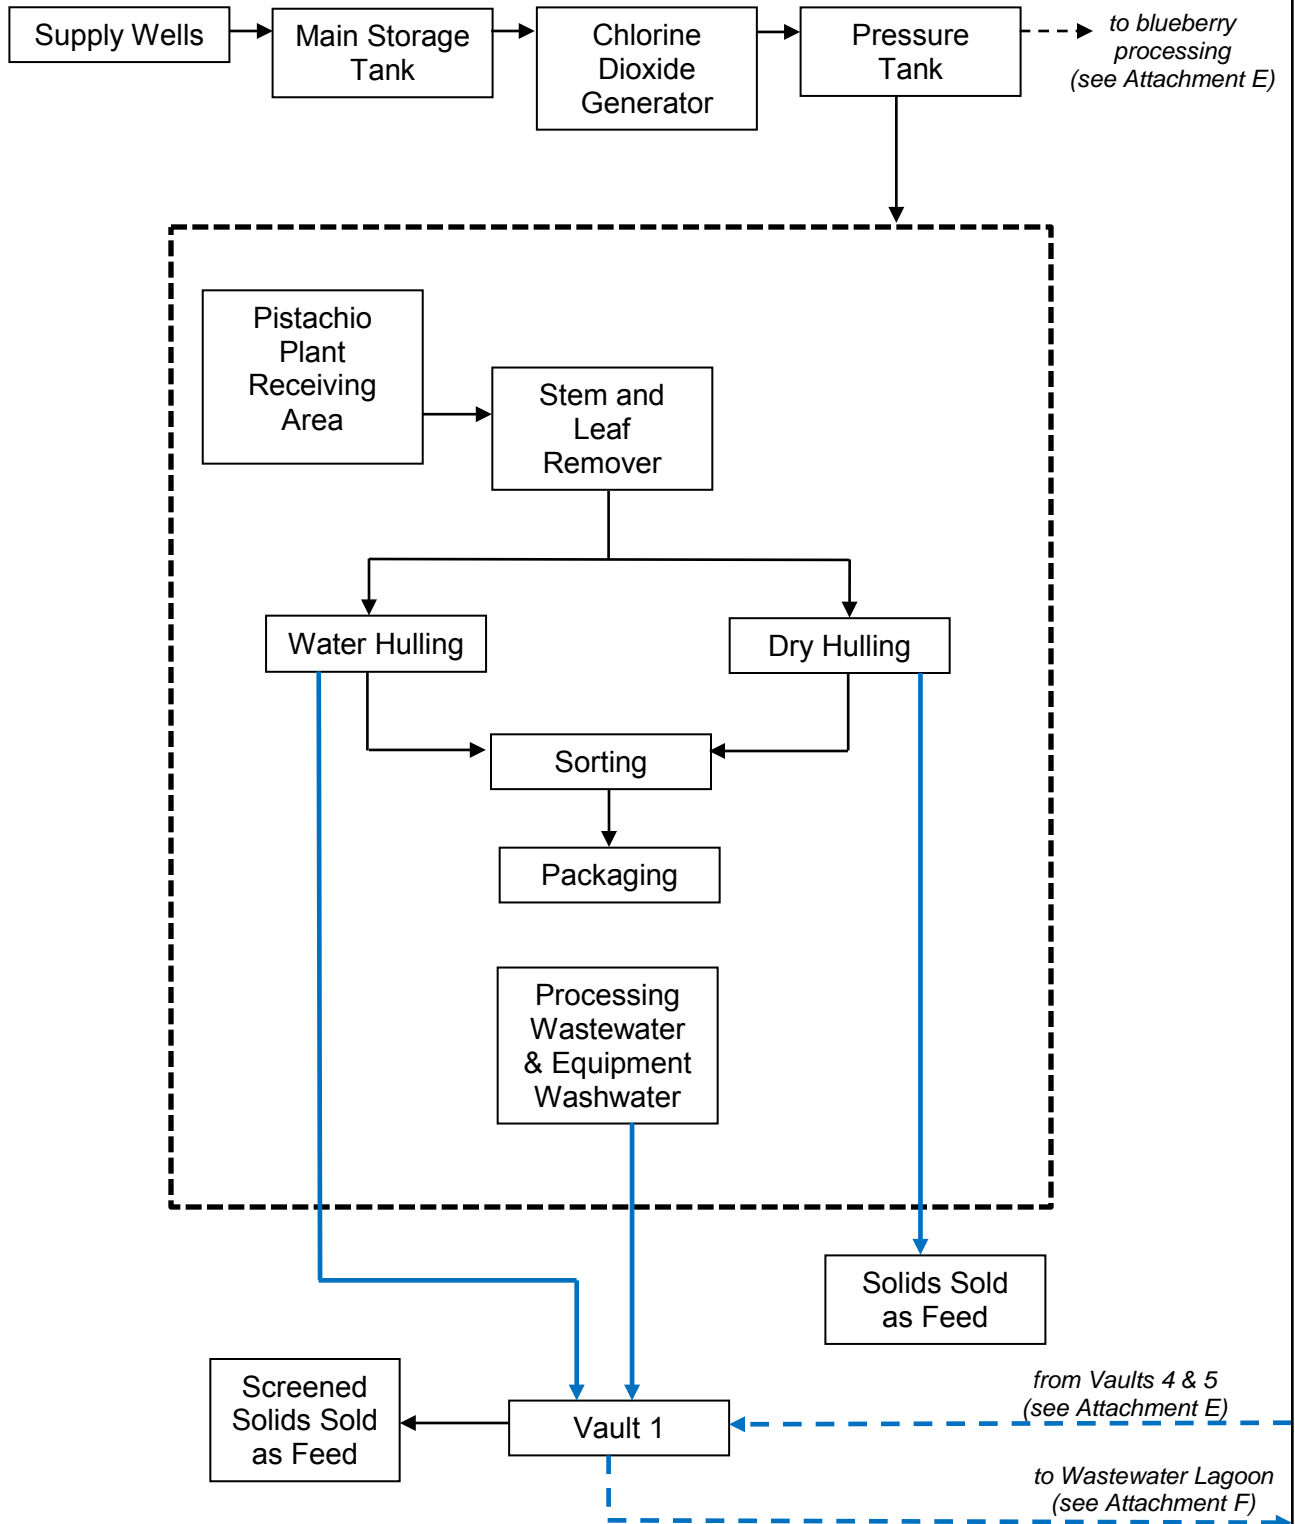 Supply Wells
Main Storage
Tank
Chlorine
Dioxide
Generator
Pressure
Tank
to blueberry
processing
(see Attachment E)
Pistachio
Plant
Receiving
Area
Stem and
Leaf
Remover
Water Hulling
Dry Hulling
Sorting
Packaging
Processing
Wastewater
& Equipment
Washwater
Solids Sold
as Feed
Screened
Solids Sold
as Feed
Vault 1
from Vaults 4 & 5
(see Attachment E)
to Wastewater Lagoon
(see Attachment F)